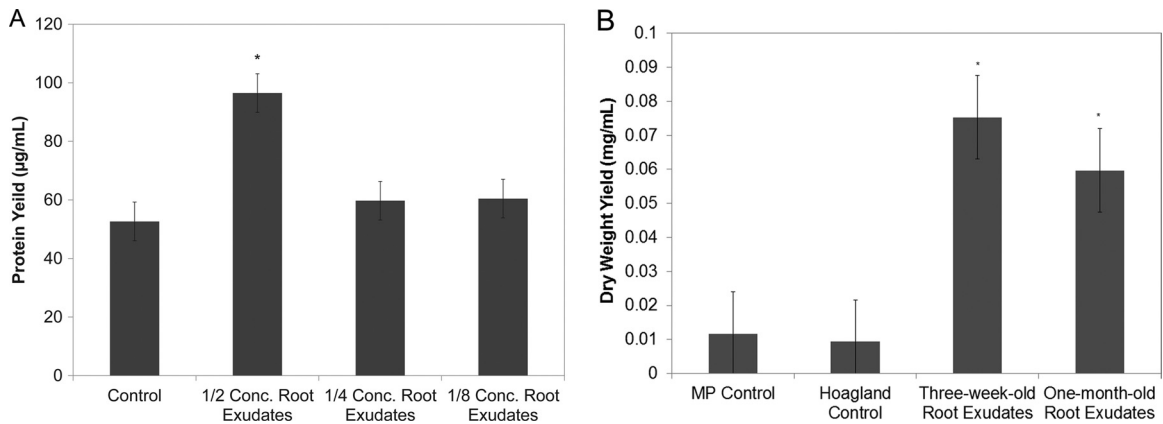 A
Protein Yeild (µg/mL)
120
100
80
60
40
20
0
*
Control
1/2 Conc. Root
Exudates
1/4 Conc. Root
Exudates
1/8 Conc. Root
Exudates
B
Dry Weight Yield (mg/mL)
0.1
0.09
0.08
0.07
0.06
0.05
0.04
0.03
0.02
0.01
0
*
*
MP Control
Hoagland
Control
Three-week-old
Root Exudates
One-month-old
Root Exudates